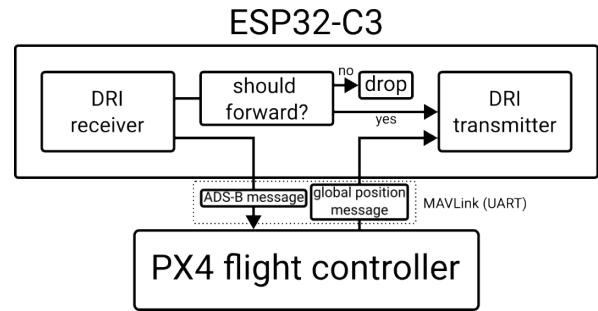 ESP32-C3
DRI
receiver
should
forward?
no
drop
yes
DRI
transmitter
ADS-B message
global position
message
MAVLink (UART)
PX4 flight controller